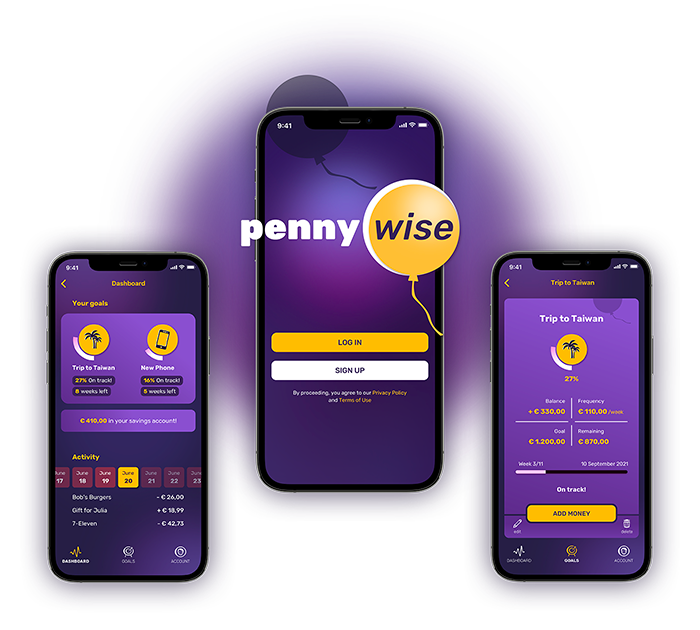 9:41
penny wise
LOG IN
SIGN UP
By proceeding, you agree to our Privacy Policy
and Terms of Use
9:41
Dashboard
Your goals
Trip to Taiwan
27% On track!
8 weeks left
New Phone
16% On track!
5 weeks left
€ 410,00 in your savings account!
Activity
June 17
June 18
June 19
June 20
June 21
June 22
June 23
Bob's Burgers - € 26,00
Gift for Julia + € 18,99
7-Eleven - € 42,73
DASHBOARD
GOALS
ACCOUNT
9:41
Trip to Taiwan
Trip to Taiwan
27%
Balance
+ € 330,00
Frequency
€ 110,00 /week
Goal
€ 1.200,00
Remaining
€ 870,00
Week 3/11
10 September 2021
On track!
ADD MONEY
edit
delete
DASHBOARD
GOALS
ACCOUNT